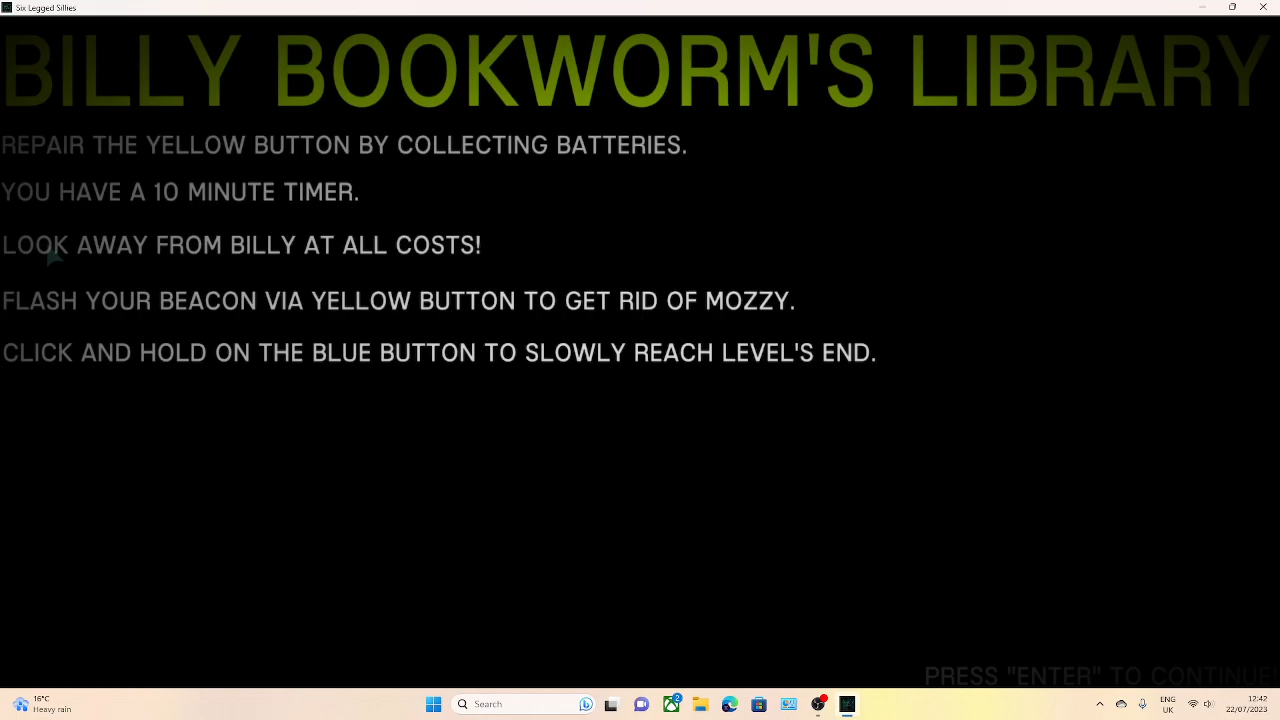 Six Legged Sillies
BILLY BOOKWORM'S LIBRARY
REPAIR THE YELLOW BUTTON BY COLLECTING BATTERIES.
YOU HAVE A 10 MINUTE TIMER.
LOOK AWAY FROM BILLY AT ALL COSTS!
FLASH YOUR BEACON VIA YELLOW BUTTON TO GET RID OF MOZZY.
CLICK AND HOLD ON THE BLUE BUTTON TO SLOWLY REACH LEVEL'S END.
PRESS "ENTER" TO CONTINUE
16°C
Heavy rain
Search
2
ENG
GB
12:42
22/07/2023